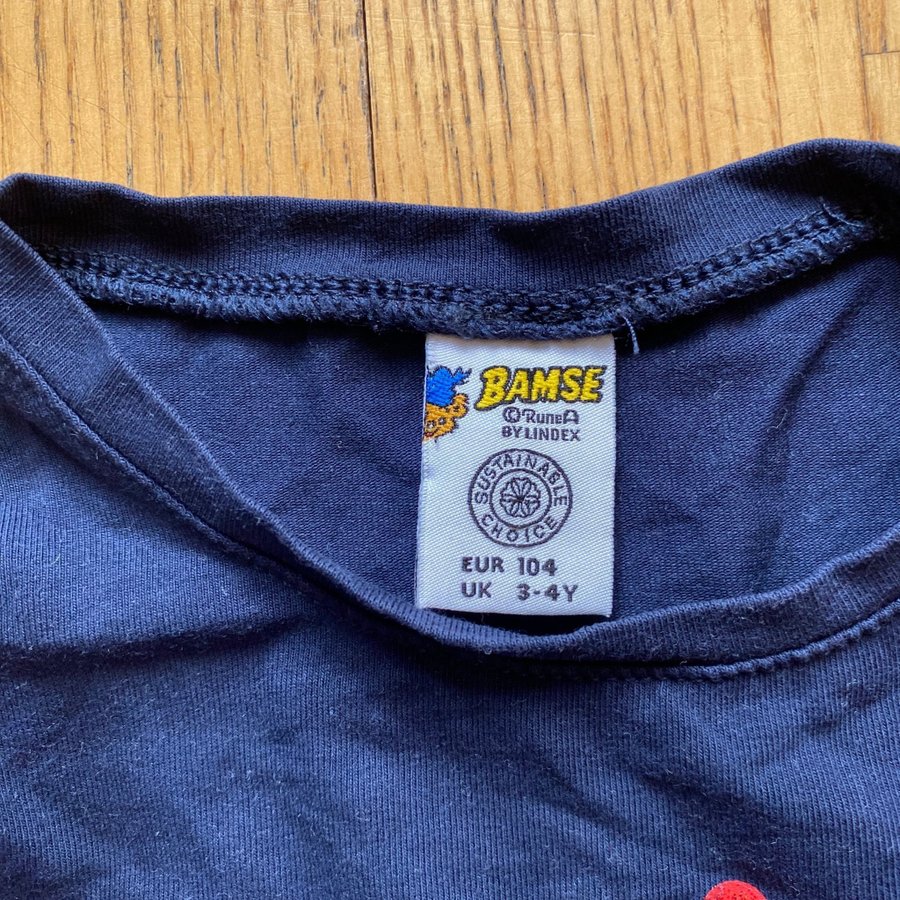 BAMSE
© RuneA
BY LINDEX
SUSTAINABLE
CHOICE
EUR 104
UK 3-4Y